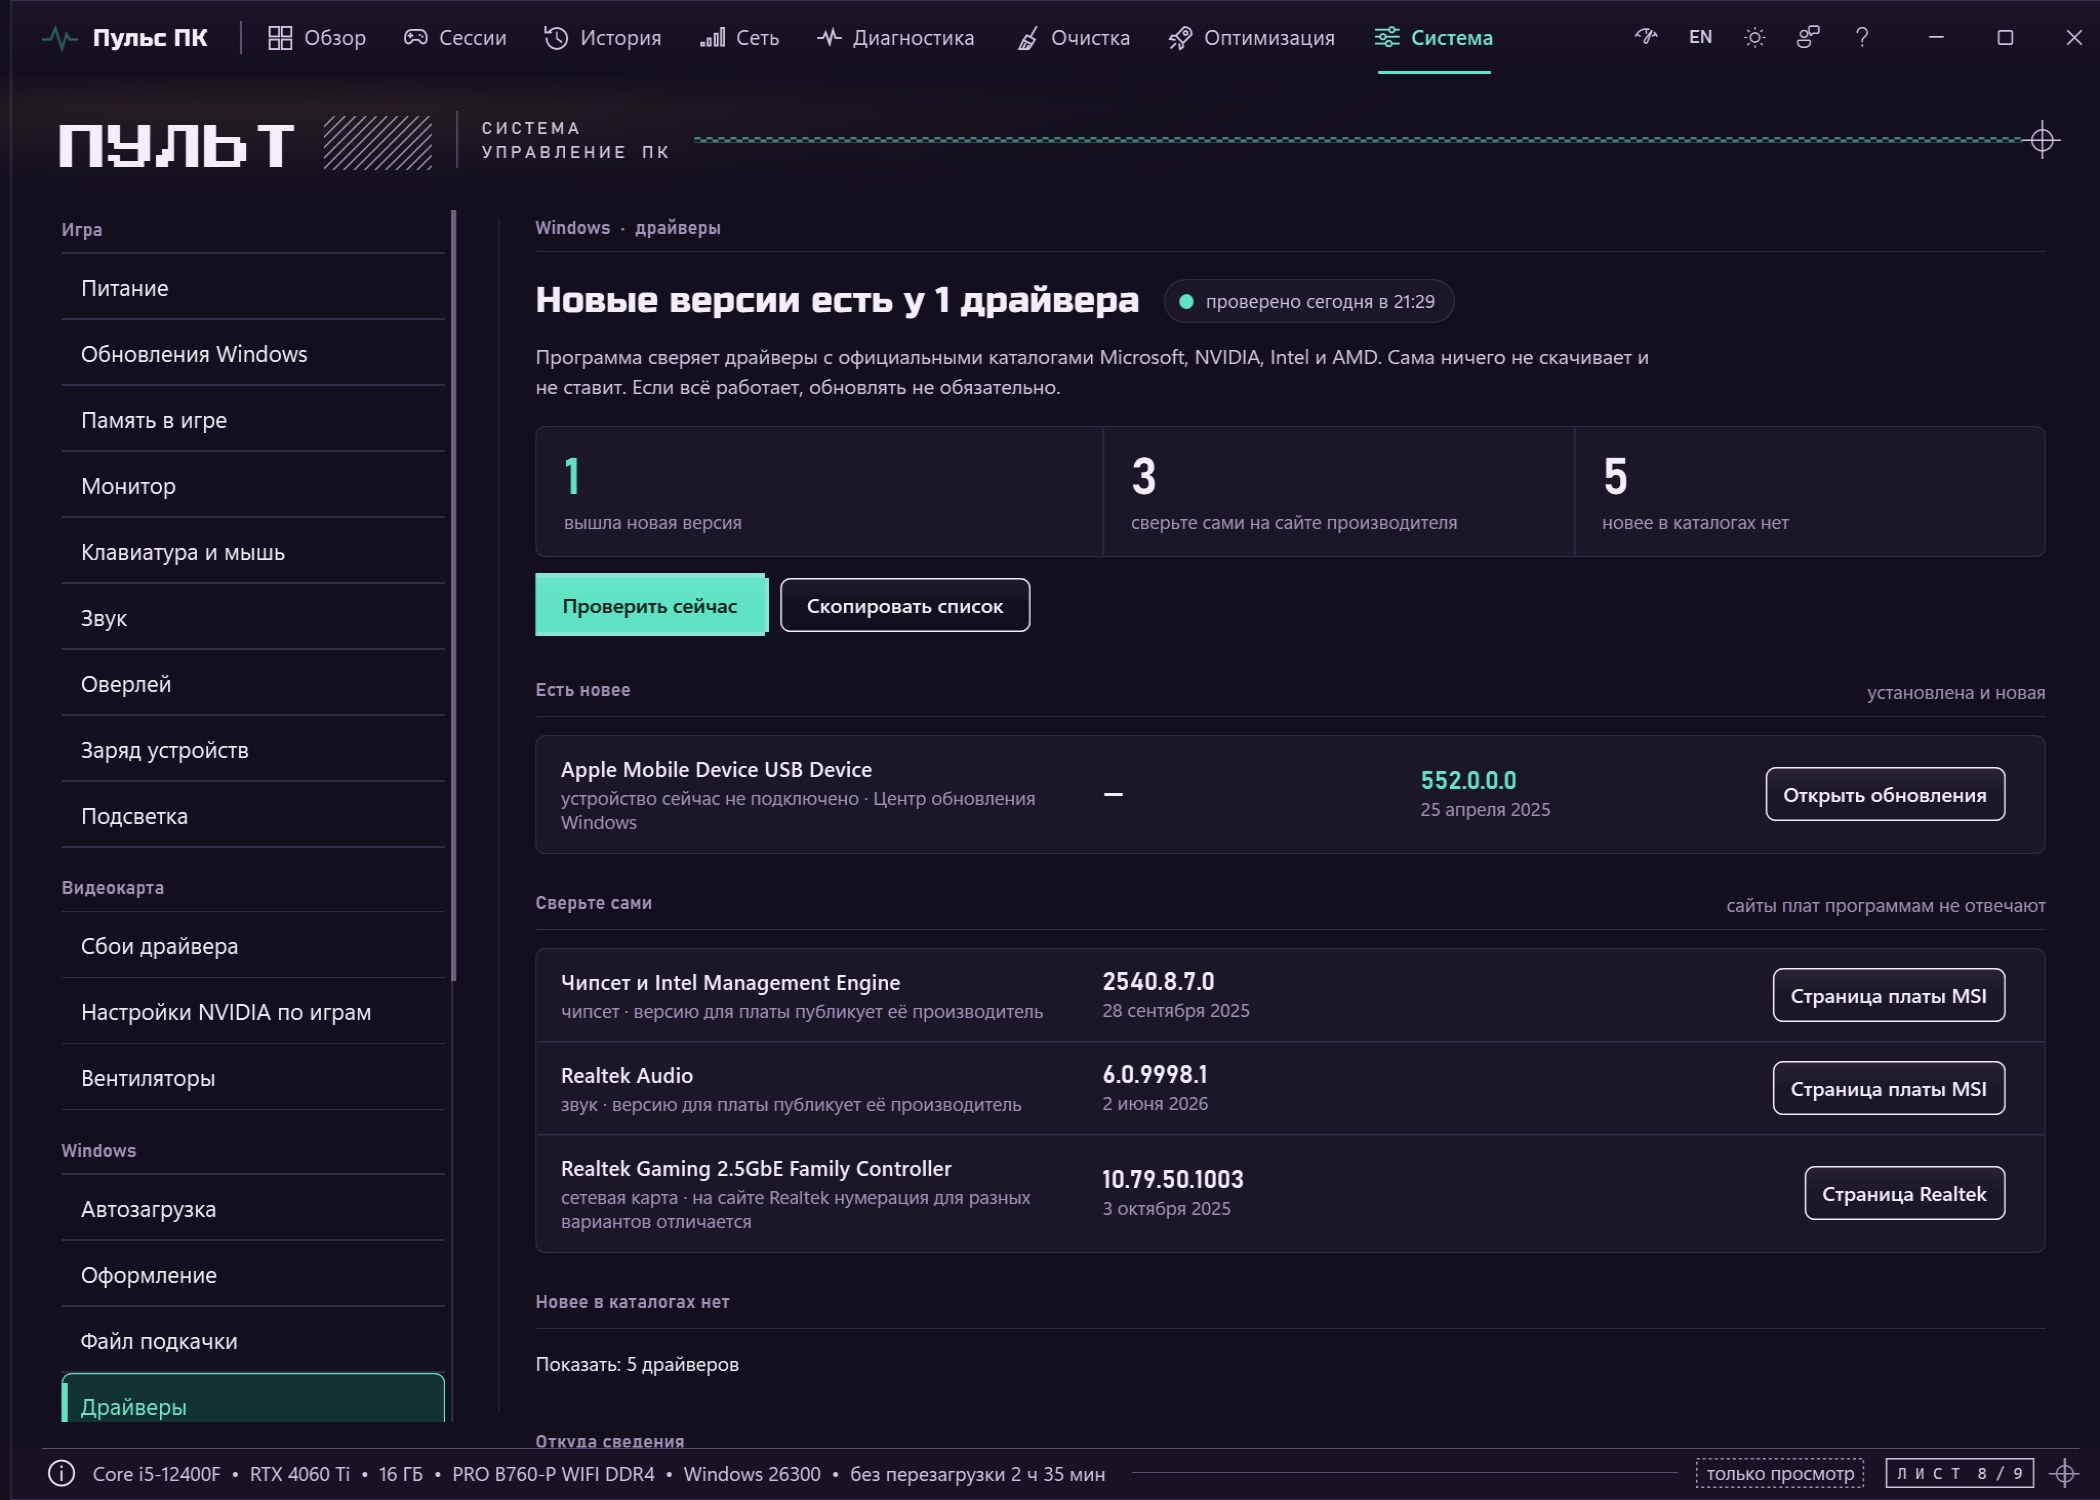 Пульс ПК
Обзор
Сессии
История
Сеть
Диагностика
Очистка
Оптимизация
Система
EN
ПУЛЬТ
СИСТЕМА
УПРАВЛЕНИЕ ПК
Игра
Питание
Обновления Windows
Память в игре
Монитор
Клавиатура и мышь
Звук
Оверлей
Заряд устройств
Подсветка
Видеокарта
Сбои драйвера
Настройки NVIDIA по играм
Вентиляторы
Windows
Автозагрузка
Оформление
Файл подкачки
Драйверы
Windows · драйверы
Новые версии есть у 1 драйвера
проверено сегодня в 21:29
Программа сверяет драйверы с официальными каталогами Microsoft, NVIDIA, Intel и AMD. Сама ничего не скачивает и
не ставит. Если всё работает, обновлять не обязательно.
1
вышла новая версия
3
сверьте сами на сайте производителя
5
новее в каталогах нет
Проверить сейчас
Скопировать список
Есть новее
установлена и новая
Apple Mobile Device USB Device
устройство сейчас не подключено · Центр обновления
Windows
—
552.0.0.0
25 апреля 2025
Открыть обновления
Сверьте сами
сайты плат программам не отвечают
Чипсет и Intel Management Engine
чипсет · версию для платы публикует её производитель
2540.8.7.0
28 сентября 2025
Страница платы MSI
Realtek Audio
звук · версию для платы публикует её производитель
6.0.9998.1
2 июня 2026
Страница платы MSI
Realtek Gaming 2.5GbE Family Controller
сетевая карта · на сайте Realtek нумерация для разных
вариантов отличается
10.79.50.1003
3 октября 2025
Страница Realtek
Новее в каталогах нет
Показать: 5 драйверов
Откуда сведения
Core i5-12400F • RTX 4060 Ti • 16 ГБ • PRO B760-P WIFI DDR4 • Windows 26300 • без перезагрузки 2 ч 35 мин
только просмотр
ЛИСТ 8/9